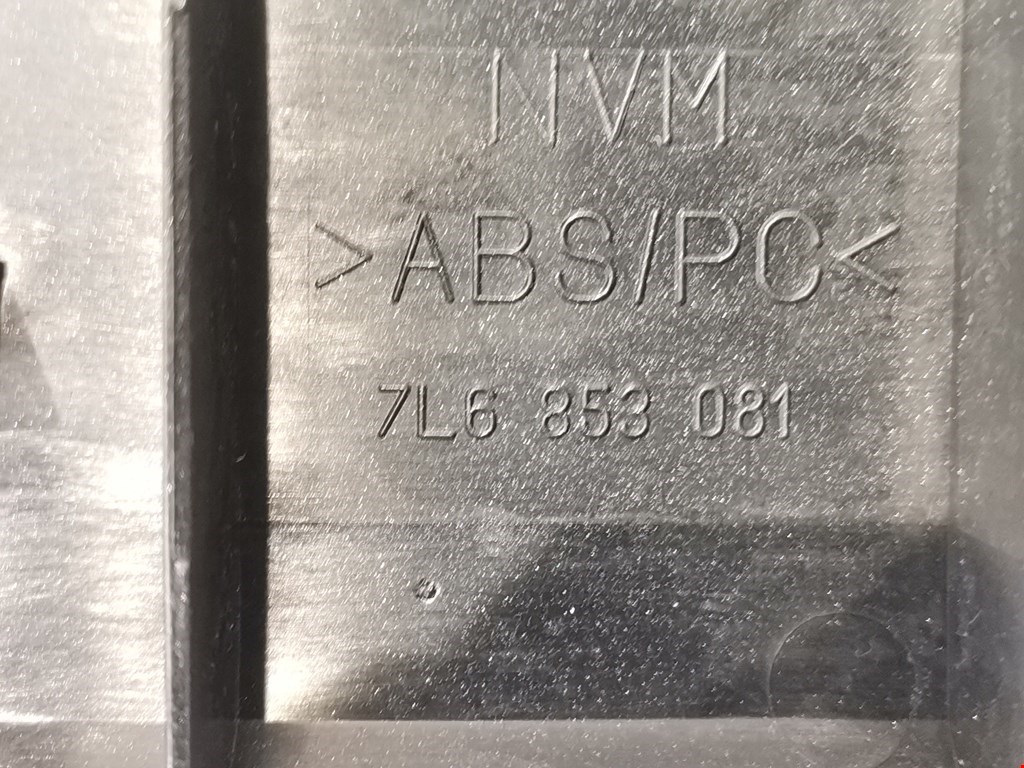 NVM
>ABS/PC<
7L6 853 081